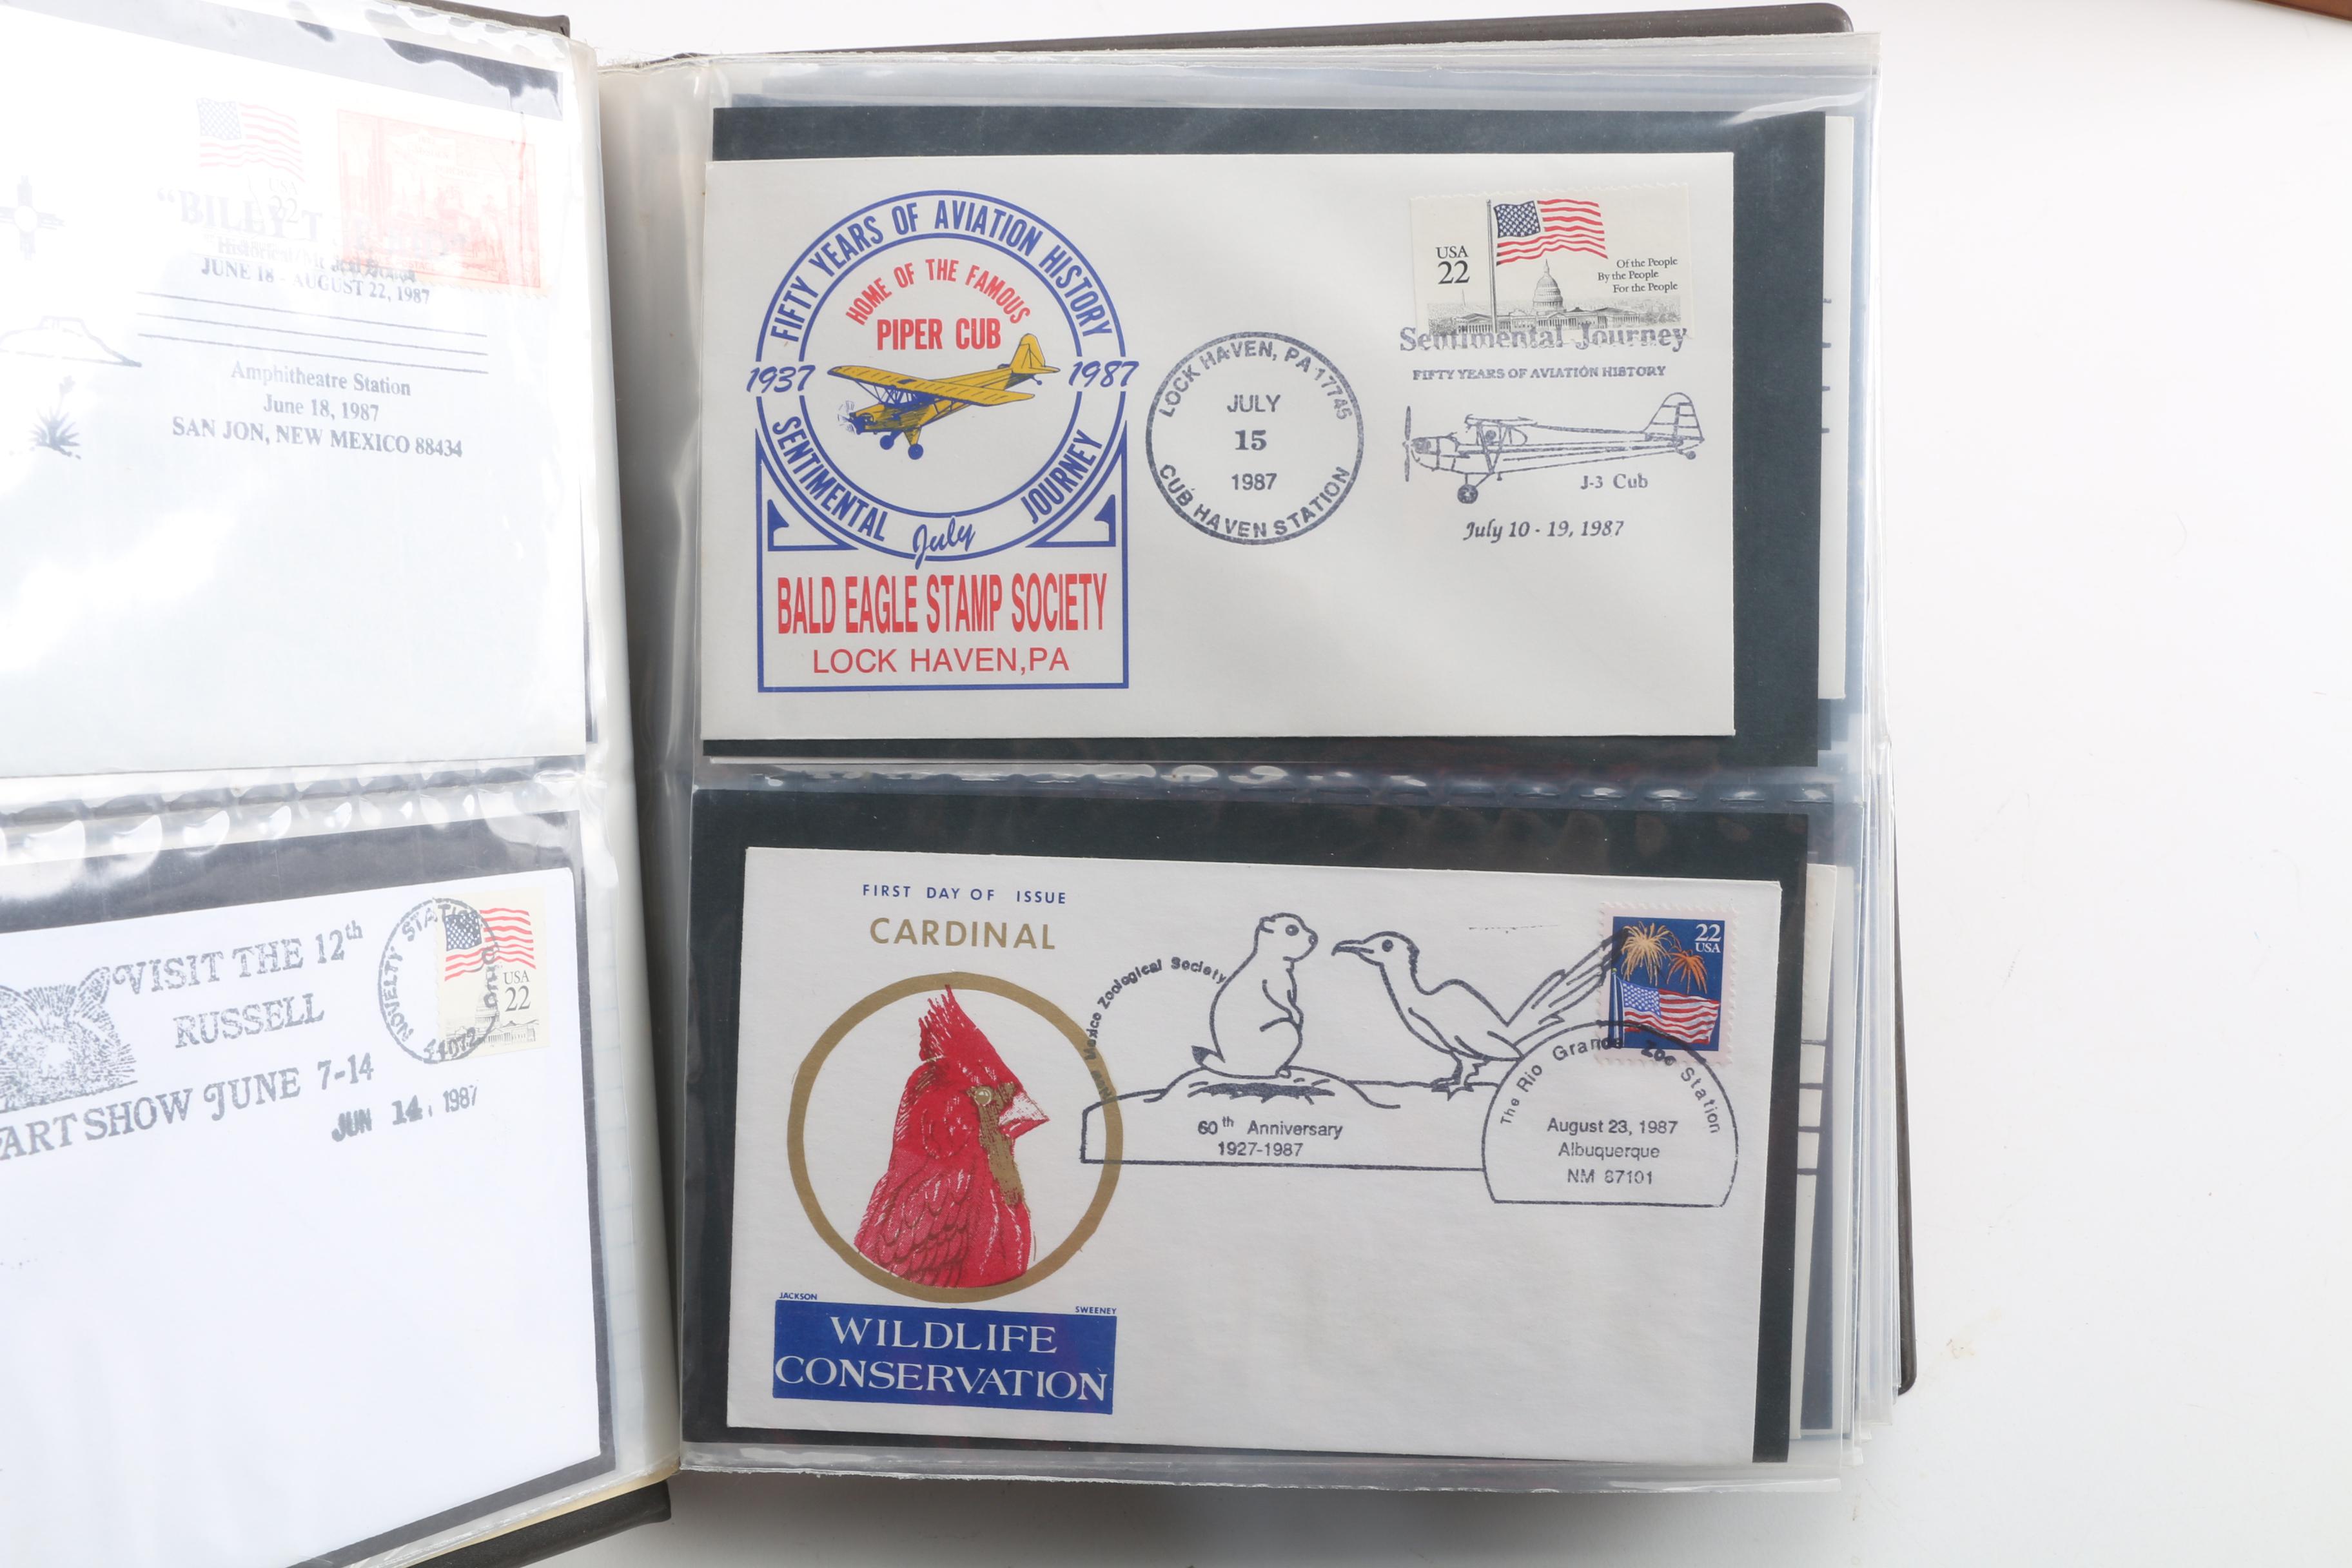 "BILLY T
Historical
JUNE 18 - AUGUST 22, 1987
22
Amphitheatre Station
June 18, 1987
SAN JON, NEW MEXICO 88434
VISIT THE 12th
RUSSELL
ART SHOW JUNE 7-14
JUN 14, 1987
NOVELTY STATION
USA
22
FIFTY YEARS OF AVIATION HISTORY
HOME OF THE FAMOUS
PIPER CUB
1937 1987
SENTIMENTAL JOURNEY
July
BALD EAGLE STAMP SOCIETY
LOCK HAVEN,PA
LOCK HAVEN, PA 17745
JULY
15
1987
CUB HAVEN STATION
USA
22
Of the People
By the People
For the People
Sentimental Journey
FIFTY YEARS OF AVIATION HISTORY
J-3 Cub
July 10 - 19, 1987
FIRST DAY OF ISSUE
CARDINAL
JACKSON
SWEENEY
WILDLIFE
CONSERVATION
New Mexico Zoological Society
60th Anniversary
1927-1987
22
USA
The Rio Grande Zoo Station
August 23, 1987
Albuquerque
NM 87101